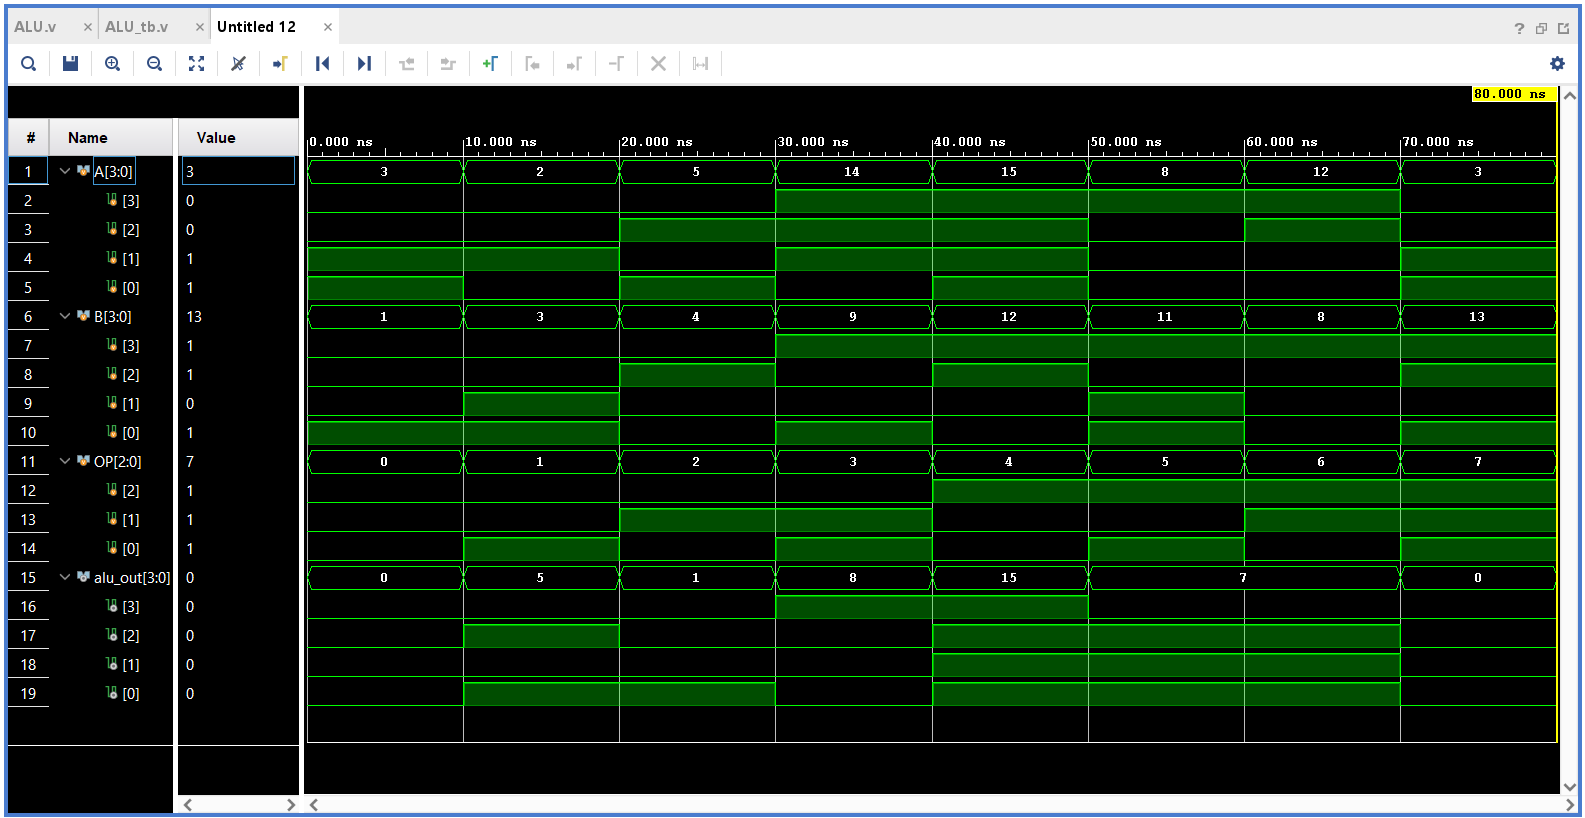 ALU.v × ALU_tb.v × Untitled 12 × ?
80.000 ns
# Name Value
0.000 ns 10.000 ns 20.000 ns 30.000 ns 40.000 ns 50.000 ns 60.000 ns 70.000 ns
1 A[3:0] 3 3 2 5 14 15 8 12 3
2 [3] 0
3 [2] 0
4 [1] 1
5 [0] 1
6 B[3:0] 13 1 3 4 9 12 11 8 13
7 [3] 1
8 [2] 1
9 [1] 0
10 [0] 1
11 OP[2:0] 7 0 1 2 3 4 5 6 7
12 [2] 1
13 [1] 1
14 [0] 1
15 alu_out[3:0] 0 0 5 1 8 15 7 0
16 [3] 0
17 [2] 0
18 [1] 0
19 [0] 0